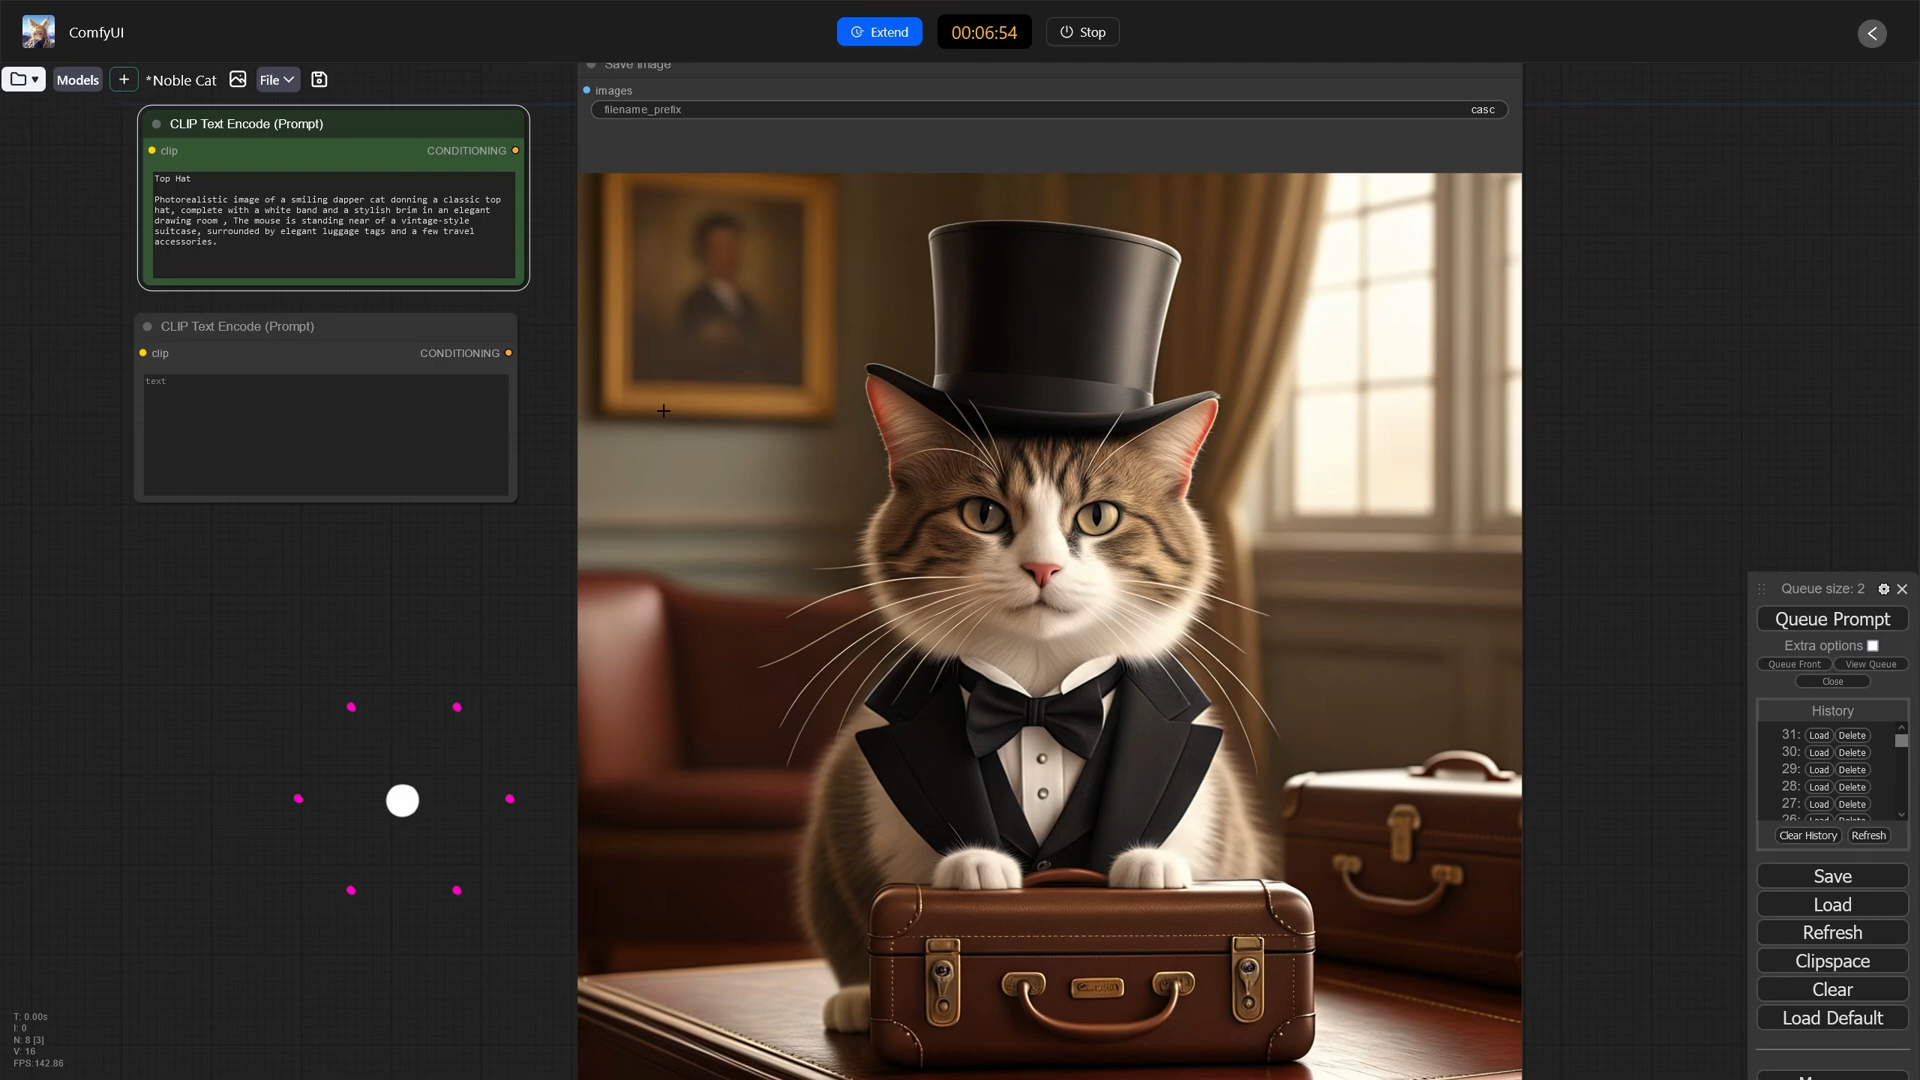 ComfyUI
Extend
00:06:54
Stop
Models
+
*Noble Cat
File
Save Image
images
filename_prefix
casc
CLIP Text Encode (Prompt)
clip
CONDITIONING
Top Hat
Photorealistic image of a smiling dapper cat donning a classic top
hat, complete with a white band and a stylish brim in an elegant
drawing room , The mouse is standing near of a vintage-style
suitcase, surrounded by elegant luggage tags and a few travel
accessories.
CLIP Text Encode (Prompt)
clip
CONDITIONING
text
Queue size: 2
Queue Prompt
Extra options
Queue Front
View Queue
Close
History
31: Load Delete
30: Load Delete
29: Load Delete
28: Load Delete
27: Load Delete
26: Load Delete
Clear History
Refresh
Save
Load
Refresh
Clipspace
Clear
Load Default
T: 0.00s
I: 0
N: 8 [3]
V: 16
FPS:142.86